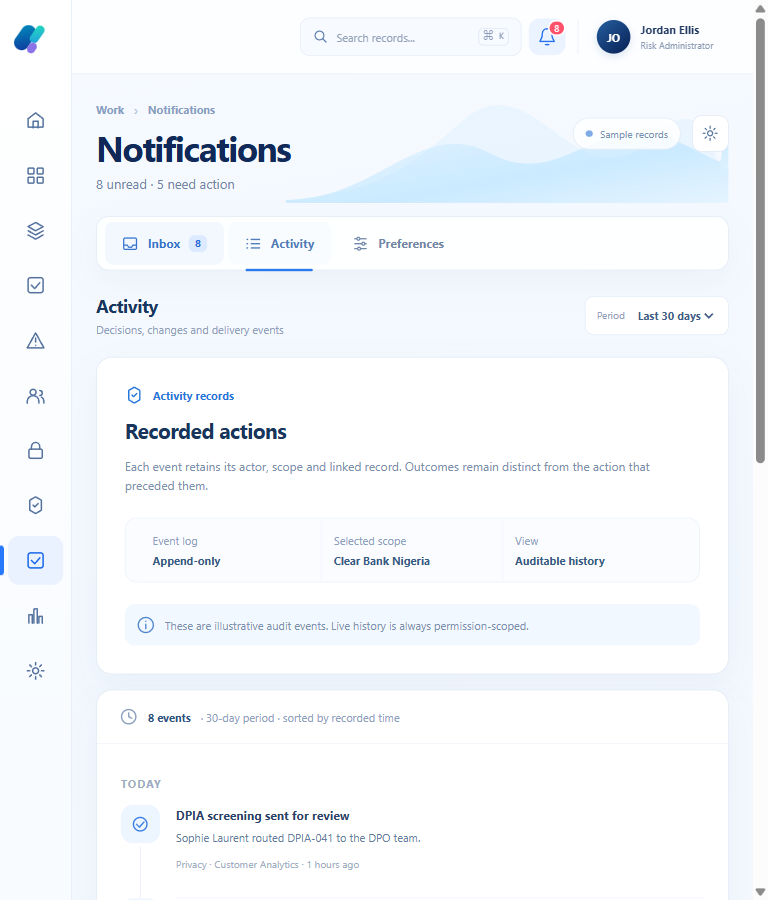 Search records...
⌘ K
8
JO
Jordan Ellis
Risk Administrator
Work › Notifications
Notifications
8 unread · 5 need action
Sample records
Inbox 8
Activity
Preferences
Activity
Decisions, changes and delivery events
Period Last 30 days
Activity records
Recorded actions
Each event retains its actor, scope and linked record. Outcomes remain distinct from the action that
preceded them.
Event log
Append-only
Selected scope
Clear Bank Nigeria
View
Auditable history
These are illustrative audit events. Live history is always permission-scoped.
8 events · 30-day period · sorted by recorded time
TODAY
DPIA screening sent for review
Sophie Laurent routed DPIA-041 to the DPO team.
Privacy · Customer Analytics · 1 hours ago